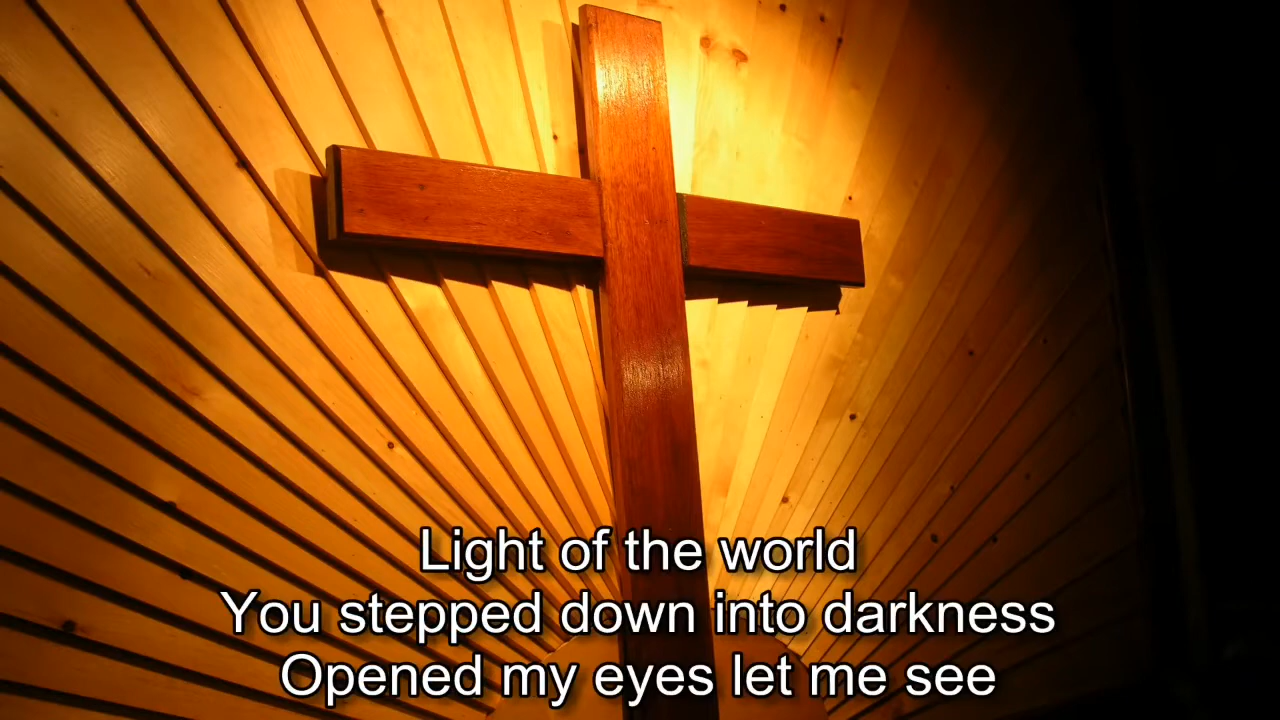 Light of the world
You stepped down into darkness
Opened my eyes let me see